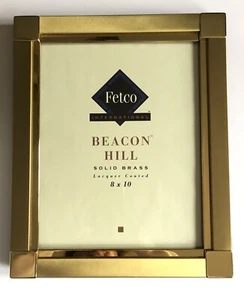 Fetco
INTERNATIONAL
BEACON
HILL
SOLID BRASS
Lacquer Coated
8 x 10